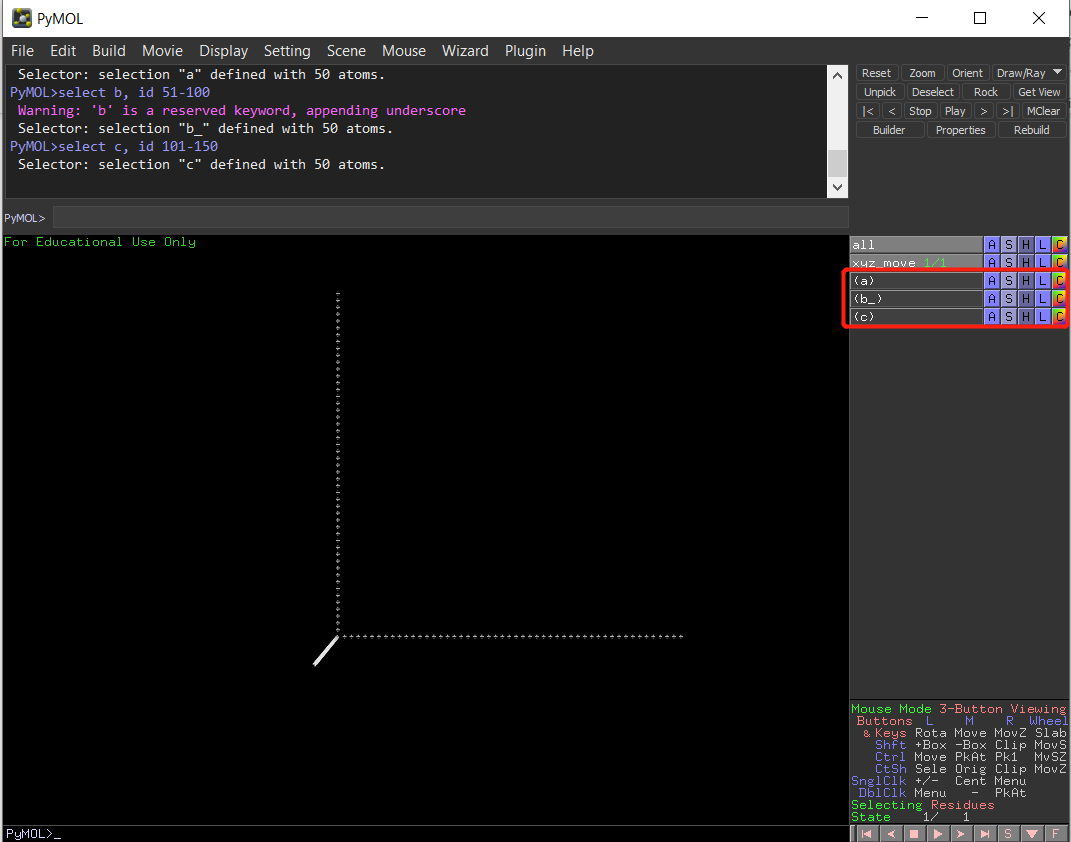 PyMOL
File Edit Build Movie Display Setting Scene Mouse Wizard Plugin Help
Selector: selection "a" defined with 50 atoms.
PyMOL>select b, id 51-100
Warning: 'b' is a reserved keyword, appending underscore
Selector: selection "b_" defined with 50 atoms.
PyMOL>select c, id 101-150
Selector: selection "c" defined with 50 atoms.
Reset Zoom Orient Draw/Ray
Unpick Deselect Rock Get View
|< < Stop Play > >| MClear
Builder Properties Rebuild
PyMOL>
For Educational Use Only
all A S H L C
xyz_move 1/1 A S H L C
(a) A S H L C
(b_) A S H L C
(c) A S H L C
Mouse Mode 3-Button Viewing
Buttons L M R Wheel
& Keys Rota Move MovZ Slab
Shft +Box -Box Clip MovS
Ctrl Move PkAt Pk1 MvSZ
CtSh Sele Orig Clip MovZ
SnglClk +/- Cent Menu
DblClk Menu - PkAt
Selecting Residues
State 1/ 1
PyMOL>_
S F